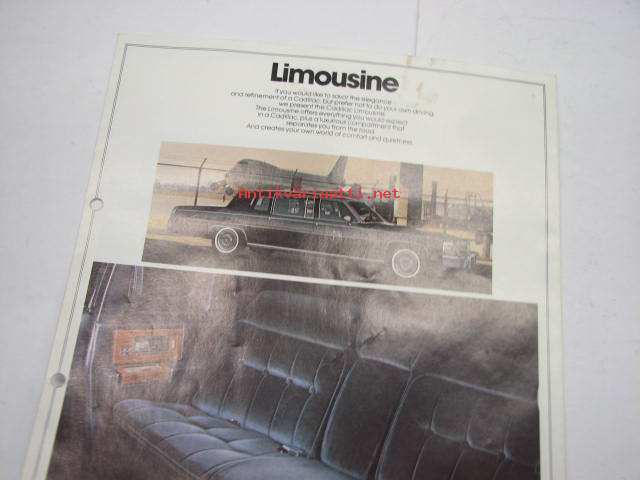 Limousine
If you would like to savor the elegance
and refinement of a Cadillac, but prefer not to do your own driving,
we present the Cadillac Limousine.
The Limousine offers everything you would expect
in a Cadillac, plus a luxurious compartment that
separates you from the road.
And creates your own world of comfort and quietness.
Antikvariaatti.net